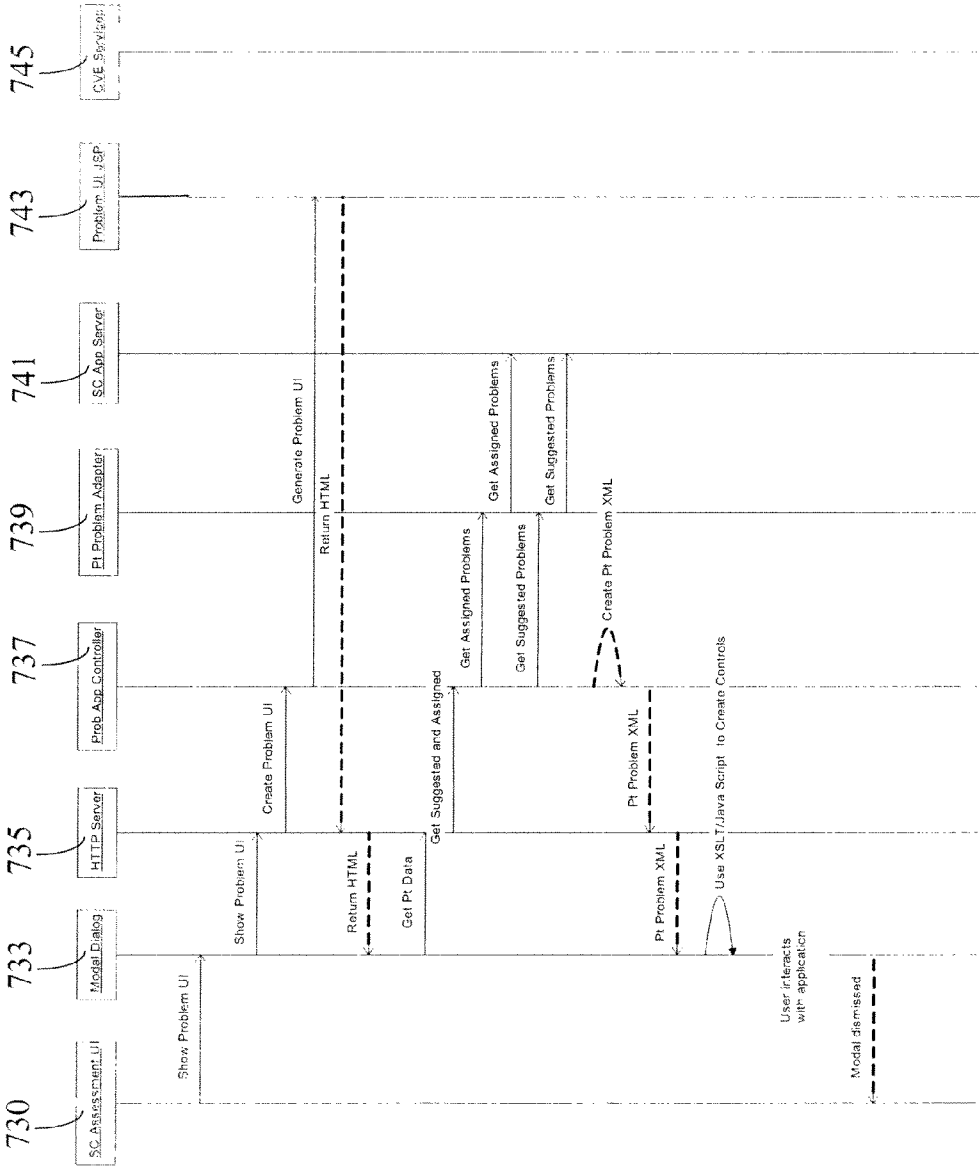 730
733
735
737
739
741
743
745
SC Assessment UI
Modal Dialog
HTTP Server
Prob App Controller
Pt Problem Adapter
SC App Server
Problem UI JSP
CVE Services
Show Problem UI
Show Problem UI
Create Problem UI
Generate Problem UI
Return HTML
Return HTML
Get Pt Data
Get Suggested and Assigned
Get Assigned Problems
Get Assigned Problems
Get Suggested Problems
Get Suggested Problems
Create Pt Problem XML
Pt Problem XML
Pt Problem XML
Use XSLT/Java Script to Create Controls
User interacts
with application
Modal dismissed